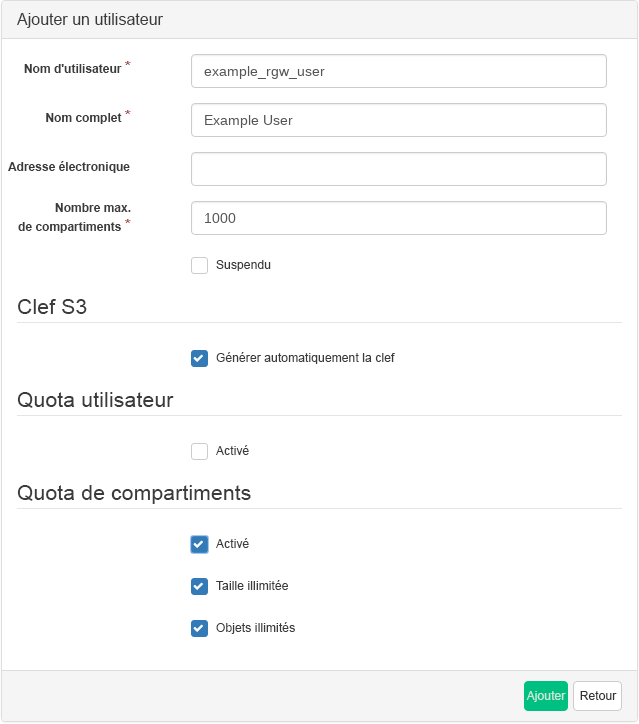 Ajouter un utilisateur
Nom d'utilisateur *
example_rgw_user
Nom complet *
Example User
Adresse électronique
Nombre max.
de compartiments *
1000
Suspendu
Clef S3
Générer automatiquement la clef
Quota utilisateur
Activé
Quota de compartiments
Activé
Taille illimitée
Objets illimités
Ajouter Retour